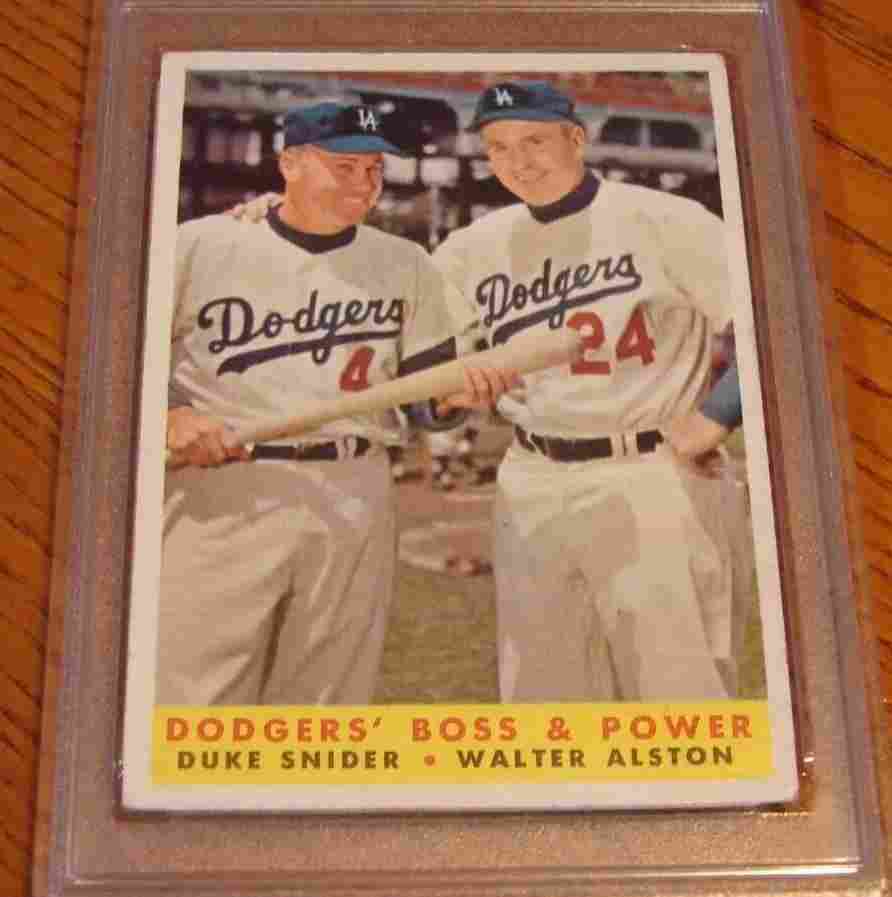 LA
LA
Dodgers
4
Dodgers
24
DODGERS' BOSS & POWER
DUKE SNIDER • WALTER ALSTON